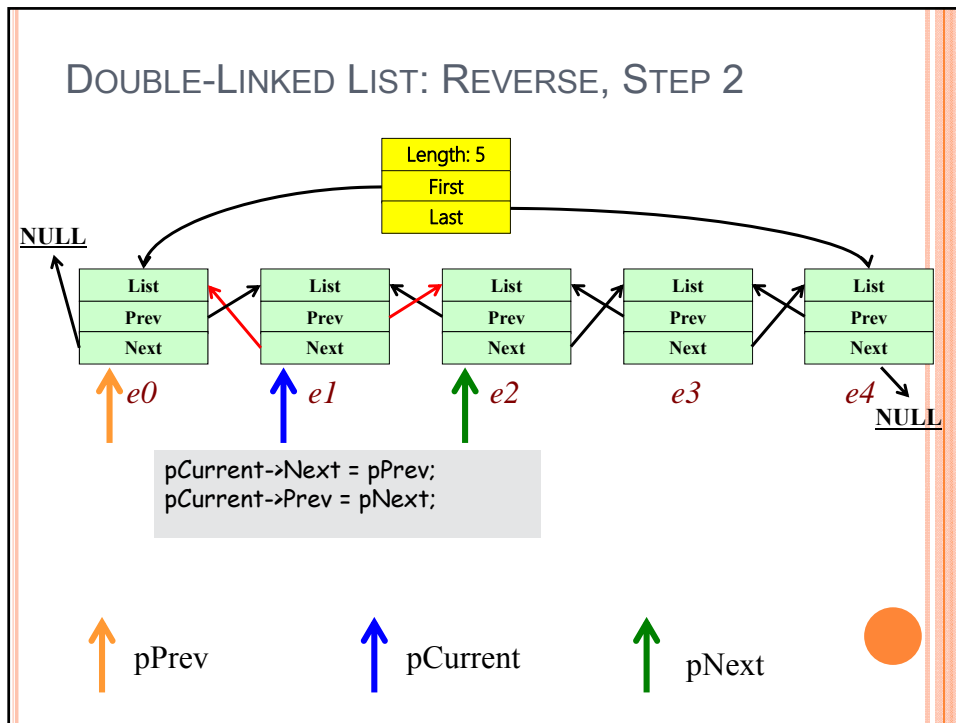 DOUBLE-LINKED LIST: REVERSE, STEP 2
Length: 5
First
Last
NULL
List List List List List
Prev Prev Prev Prev Prev
Next Next Next Next Next
e0 e1 e2 e3 e4
NULL
pCurrent->Next = pPrev;
pCurrent->Prev = pNext;
pPrev pCurrent pNext